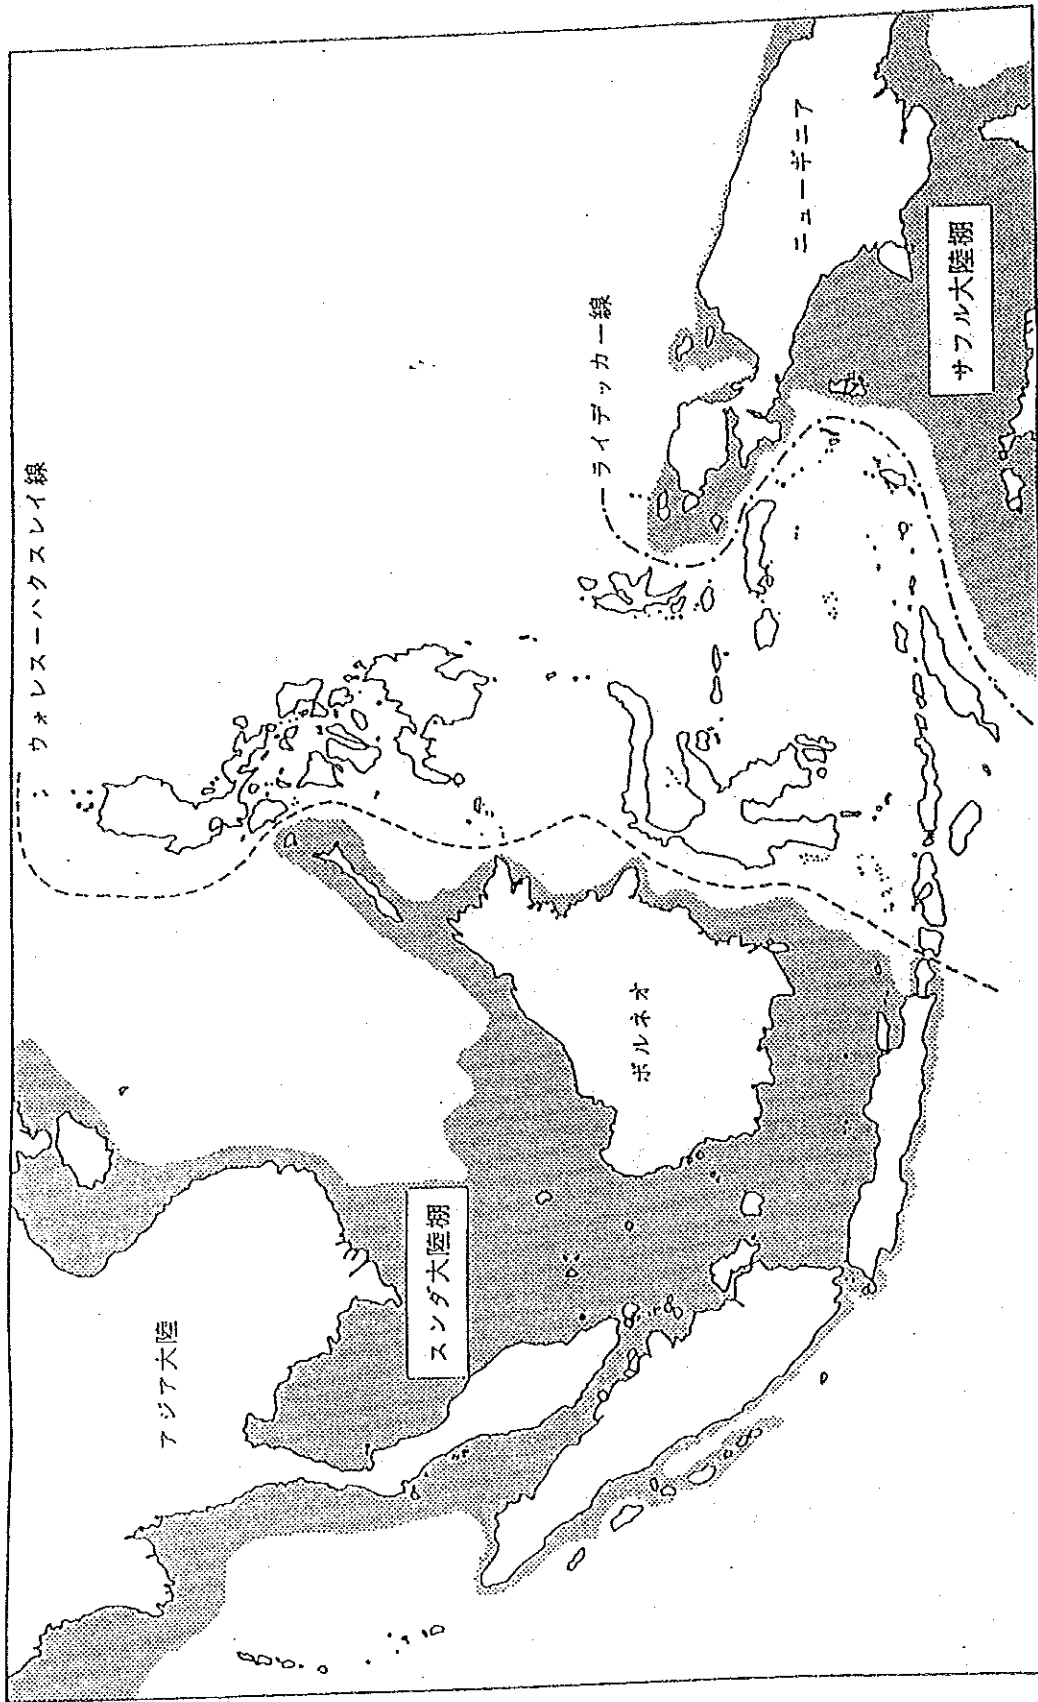 ウォレスーハクスレイ線
ライデッカー線
ニューギニア
サフル大陸棚
アジア大陸
スンダ大陸棚
ボルネオ